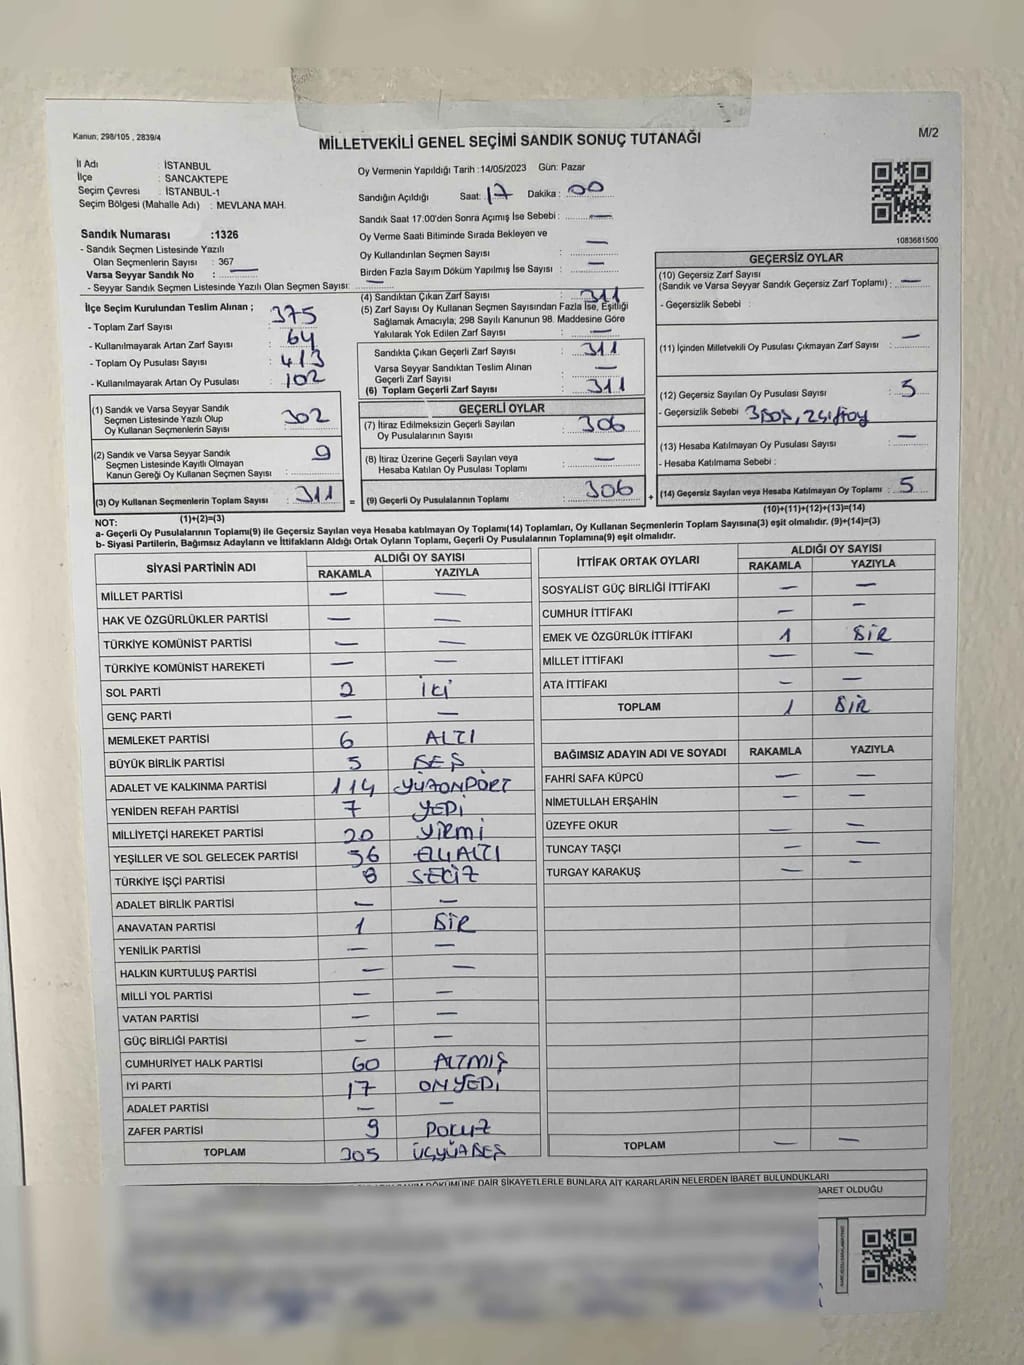 Kanun; 298/105 , 2839/4
M/2
MİLLETVEKİLİ GENEL SEÇİMİ SANDIK SONUÇ TUTANAĞI
İl Adı : İSTANBUL
İlçe : SANCAKTEPE
Seçim Çevresi : İSTANBUL-1
Seçim Bölgesi (Mahalle Adı) : MEVLANA MAH.
Oy Vermenin Yapıldığı Tarih :14/05/2023 Gün: Pazar
Sandığın Açıldığı Saat: 17 Dakika : 00
Sandık Saat 17:00'den Sonra Açımış İse Sebebi : —
Oy Verme Saati Bitiminde Sırada Bekleyen ve
Oy Kullandırılan Seçmen Sayısı : —
Birden Fazla Sayım Döküm Yapılmış İse Sayısı : —
1083681500
Sandık Numarası :1326
- Sandık Seçmen Listesinde Yazılı
Olan Seçmenlerin Sayısı : 367
Varsa Seyyar Sandık No : —
- Seyyar Sandık Seçmen Listesinde Yazılı Olan Seçmen Sayısı: —
İlçe Seçim Kurulundan Teslim Alınan ;
- Toplam Zarf Sayısı : 375
- Kullanılmayarak Artan Zarf Sayısı : 64
- Toplam Oy Pusulası Sayısı : 413
- Kullanılmayarak Artan Oy Pusulası : 102
(1) Sandık ve Varsa Seyyar Sandık
Seçmen Listesinde Yazılı Olup
Oy Kullanan Seçmenlerin Sayısı : 302
(2) Sandık ve Varsa Seyyar Sandık
Seçmen Listesinde Kayıtlı Olmayan
Kanun Gereği Oy Kullanan Seçmen Sayısı : 9
(3) Oy Kullanan Seçmenlerin Toplam Sayısı : 311
(1)+(2)=(3)
(4) Sandıktan Çıkan Zarf Sayısı : 311
(5) Zarf Sayısı Oy Kullanan Seçmen Sayısından Fazla İse, Eşitliği
Sağlamak Amacıyla; 298 Sayılı Kanunun 98. Maddesine Göre
Yakılarak Yok Edilen Zarf Sayısı : —
Sandıkta Çıkan Geçerli Zarf Sayısı : 311
Varsa Seyyar Sandıktan Teslim Alınan
Geçerli Zarf Sayısı : —
(6) Toplam Geçerli Zarf Sayısı : 311
GEÇERLİ OYLAR
(7) İtiraz Edilmeksizin Geçerli Sayılan
Oy Pusulalarının Sayısı : 306
(8) İtiraz Üzerine Geçerli Sayılan veya
Hesaba Katılan Oy Pusulası Toplamı : —
= (9) Geçerli Oy Pusulalarının Toplamı : 306 +
GEÇERSİZ OYLAR
(10) Geçersiz Zarf Sayısı
(Sandık ve Varsa Seyyar Sandık Geçersiz Zarf Toplamı) : —
- Geçersizlik Sebebi :
(11) İçinden Milletvekili Oy Pusulası Çıkmayan Zarf Sayısı : —
(12) Geçersiz Sayılan Oy Pusulası Sayısı : 5
- Geçersizlik Sebebi 3 BOŞ, 2 Çift oy
(13) Hesaba Katılmayan Oy Pusulası Sayısı : —
- Hesaba Katılmama Sebebi :
(14) Geçersiz Sayılan veya Hesaba Katılmayan Oy Toplamı : 5
(10)+(11)+(12)+(13)=(14)
NOT:
a- Geçerli Oy Pusulalarının Toplamı(9) ile Geçersiz Sayılan veya Hesaba katılmayan Oy Toplamı(14) Toplamları, Oy Kullanan Seçmenlerin Toplam Sayısına(3) eşit olmalıdır. (9)+(14)=(3)
b- Siyasi Partilerin, Bağımsız Adayların ve İttifakların Aldığı Ortak Oyların Toplamı, Geçerli Oy Pusulalarının Toplamına(9) eşit olmalıdır.
SİYASİ PARTİNİN ADI ALDIĞI OY SAYISI
RAKAMLA YAZIYLA
MİLLET PARTİSİ — —
HAK VE ÖZGÜRLÜKLER PARTİSİ — —
TÜRKİYE KOMÜNİST PARTİSİ — —
TÜRKİYE KOMÜNİST HAREKETİ — —
SOL PARTİ 2 İki
GENÇ PARTİ — —
MEMLEKET PARTİSİ 6 ALTI
BÜYÜK BİRLİK PARTİSİ 5 BEŞ
ADALET VE KALKINMA PARTİSİ 114 YÜZONDÖRT
YENİDEN REFAH PARTİSİ 7 YEDİ
MİLLİYETÇİ HAREKET PARTİSİ 20 YİRMİ
YEŞİLLER VE SOL GELECEK PARTİSİ 56 ELLİALTI
TÜRKİYE İŞÇİ PARTİSİ 8 SEKİZ
ADALET BİRLİK PARTİSİ — —
ANAVATAN PARTİSİ 1 BİR
YENİLİK PARTİSİ — —
HALKIN KURTULUŞ PARTİSİ — —
MİLLİ YOL PARTİSİ — —
VATAN PARTİSİ — —
GÜÇ BİRLİĞİ PARTİSİ — —
CUMHURİYET HALK PARTİSİ 60 ALTMIŞ
İYİ PARTİ 17 ONYEDİ
ADALET PARTİSİ — —
ZAFER PARTİSİ 9 DOKUZ
TOPLAM 305 ÜÇYÜZBEŞ
İTTİFAK ORTAK OYLARI ALDIĞI OY SAYISI
RAKAMLA YAZIYLA
SOSYALİST GÜÇ BİRLİĞİ İTTİFAKI — —
CUMHUR İTTİFAKI — —
EMEK VE ÖZGÜRLÜK İTTİFAKI 1 BİR
MİLLET İTTİFAKI — —
ATA İTTİFAKI — —
TOPLAM 1 BİR
BAĞIMSIZ ADAYIN ADI VE SOYADI RAKAMLA YAZIYLA
FAHRİ SAFA KÜPCÜ — —
NİMETULLAH ERŞAHİN — —
ÜZEYFE OKUR — —
TUNCAY TAŞÇI — —
TURGAY KARAKUŞ — —
TOPLAM — —
DÖKÜMÜNE DAİR ŞİKAYETLERLE BUNLARA AİT KARARLARIN NELERDEN İBARET BULUNDUKLARI
BARET OLDUĞU